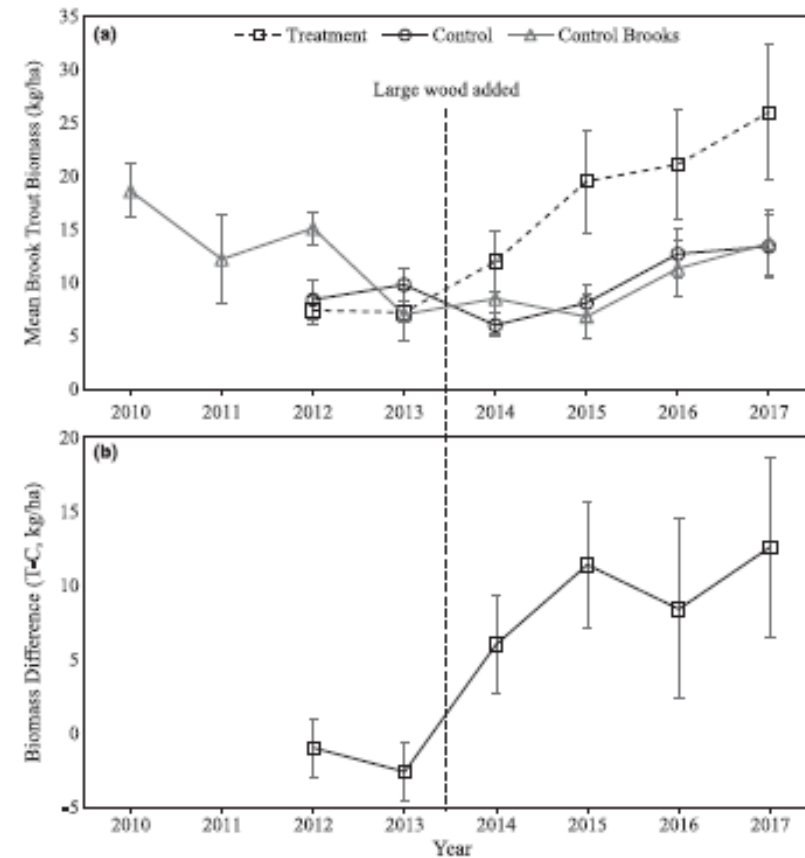 35
(a)
Treatment Control Control Brooks
30
Large wood added
25
20
15
10
5
0
Mean Brook Trout Biomass (kg/ha)
2010 2011 2012 2013 2014 2015 2016 2017
20
(b)
15
10
5
0
-5
Biomass Difference (T-C, kg/ha)
2010 2011 2012 2013 2014 2015 2016 2017
Year